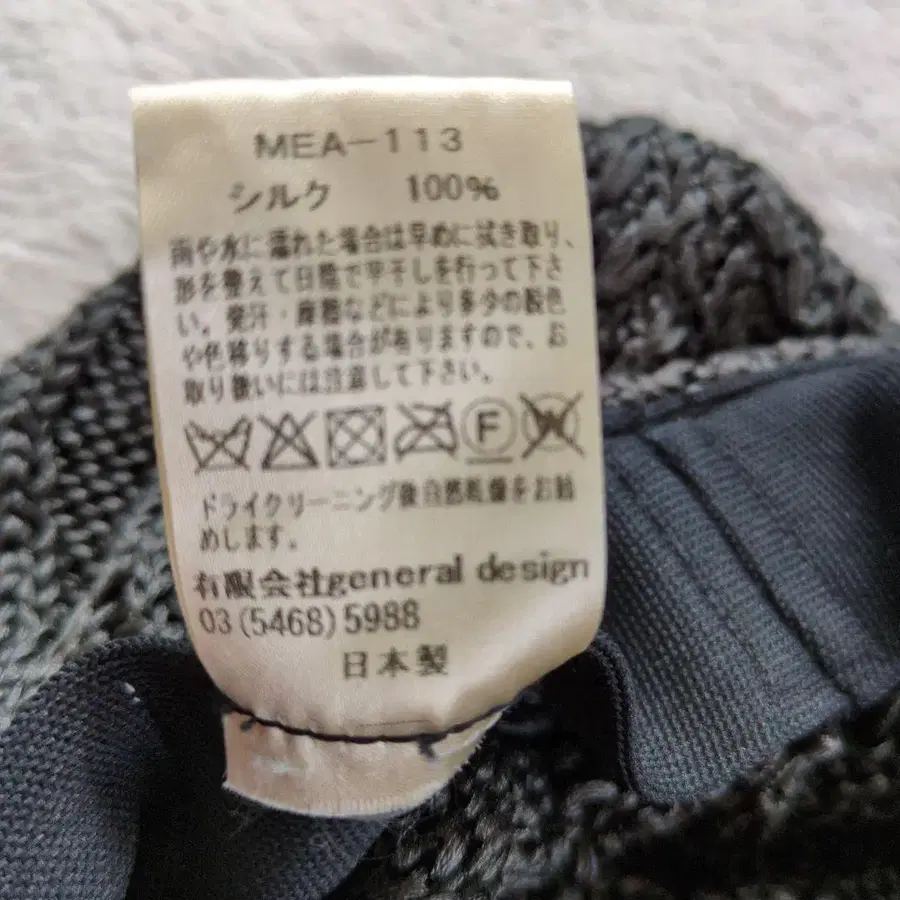 MEA-113
シルク 100%
雨や水に濡れた場合は早めに拭き取り、
形を整えて日陰で平干しを行って下さ
い。発汗・摩擦などにより多少の脱色
や色移りする場合が有りますので、お
取り扱いには注意して下さい。
F W
ドライクリーニング後自然乾燥をお勧
めします。
有限会社general design
03(5468)5988
日本製